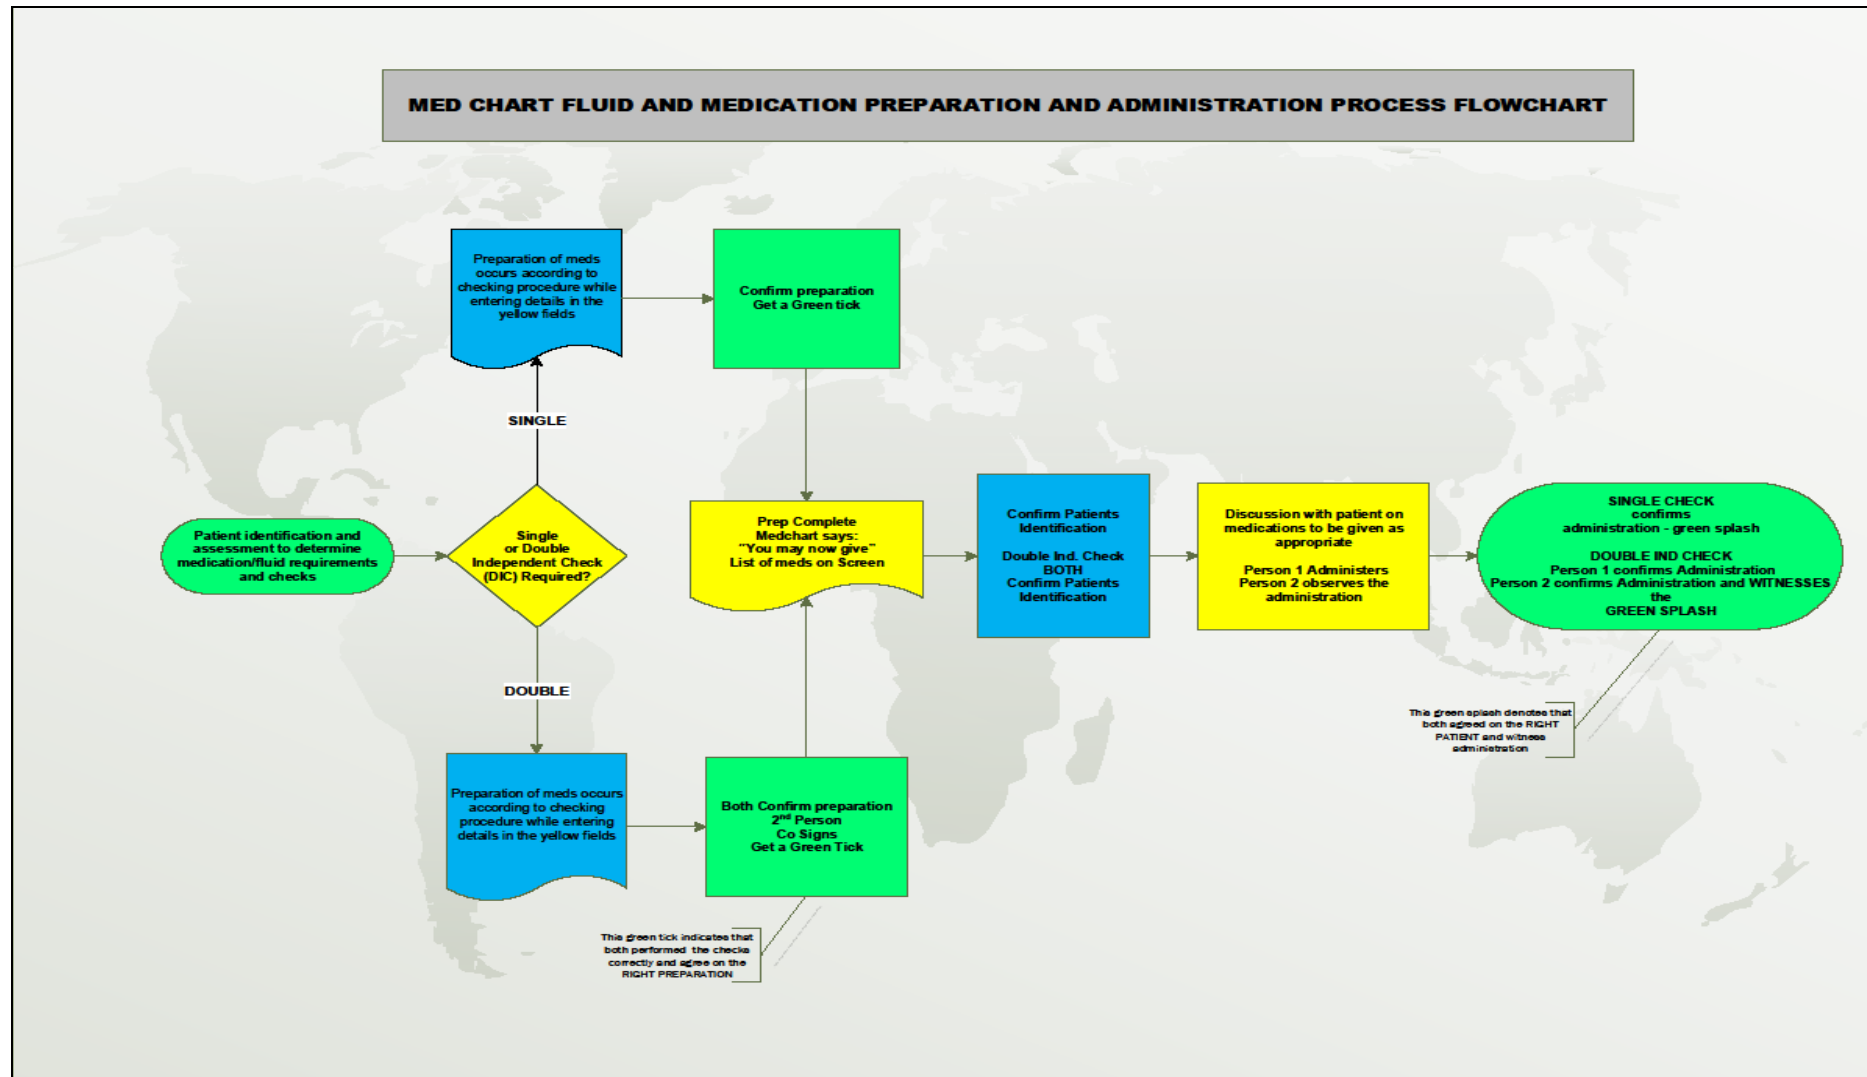 MED CHART FLUID AND MEDICATION PREPARATION AND ADMINISTRATION PROCESS FLOWCHART
Preparation of meds
occurs according to
checking procedure while
entering details in the
yellow fields
Confirm preparation
Get a Green tick
SINGLE
Patient identification and
assessment to determine
medication/fluid requirements
and checks
Single
or Double
Independent Check
(DIC) Required?
Prep Complete
Medchart says:
"You may now give"
List of meds on Screen
Confirm Patients
Identification
Double Ind. Check
BOTH
Confirm Patients
Identification
Discussion with patient on
medications to be given as
appropriate
Person 1 Administers
Person 2 observes the
administration
SINGLE CHECK
confirms
administration - green splash
DOUBLE IND CHECK
Person 1 confirms Administration
Person 2 confirms Administration and WITNESSES
the
GREEN SPLASH
DOUBLE
This green splash denotes that
both agreed on the RIGHT
PATIENT and witness
administration
Preparation of meds occurs
according to checking
procedure while entering
details in the yellow fields
Both Confirm preparation
2nd Person
Co Signs
Get a Green Tick
This green tick indicates that
both performed the checks
correctly and agree on the
RIGHT PREPARATION